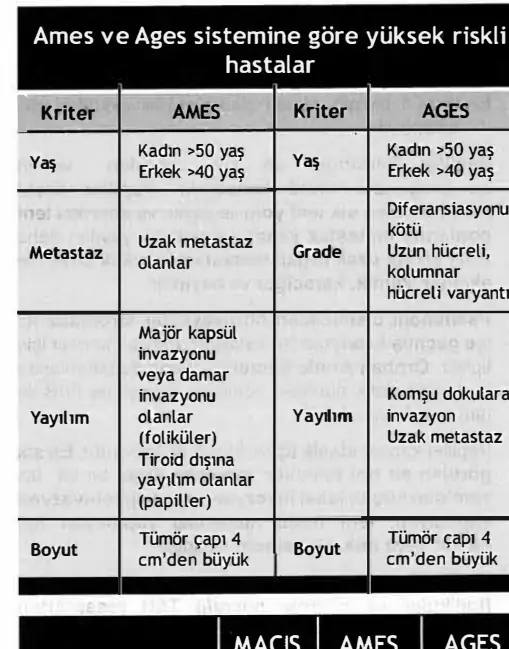 Ames ve Ages sistemine göre yüksek riskli
hastalar
Kriter AMES Kriter AGES
Yaş
Kadın >50 yaş
Erkek >40 yaş
Yaş
Kadın >50 yaş
Erkek >40 yaş
Metastaz
Uzak metastaz
olanlar
Grade
Diferansiasyonu
kötü
Uzun hücreli,
kolumnar
hücreli varyant
Yayılım
Majör kapsül
invazyonu
veya damar
invazyonu
olanlar
(foliküler)
Tiroid dışına
yayılım olanlar
(papiller)
Yayılım
Komşu dokulara
invazyon
Uzak metastaz
Boyut
Tümör çapı 4
cm'den büyük
Boyut
Tümör çapı 4
cm'den büyük
MACIS AMES AGES